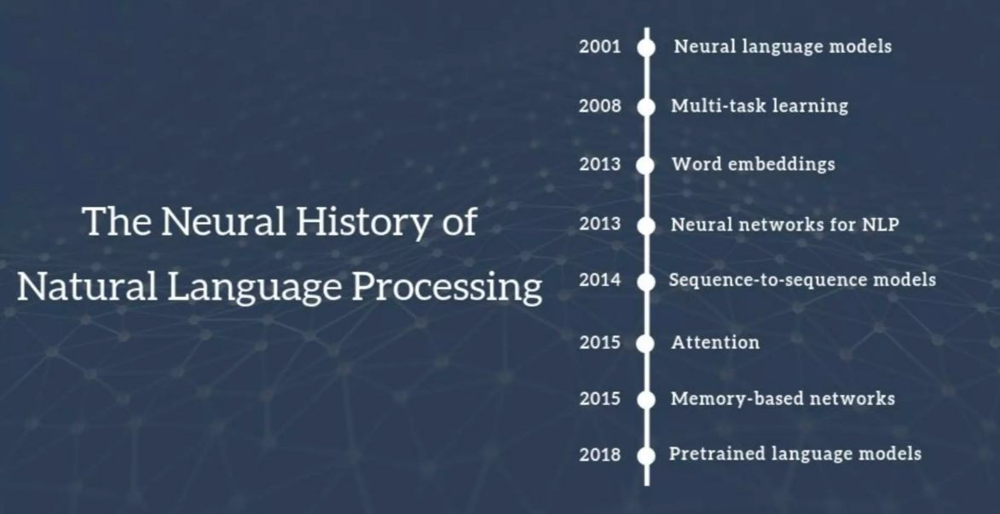 The Neural History of
Natural Language Processing
2001 Neural language models
2008 Multi-task learning
2013 Word embeddings
2013 Neural networks for NLP
2014 Sequence-to-sequence models
2015 Attention
2015 Memory-based networks
2018 Pretrained language models